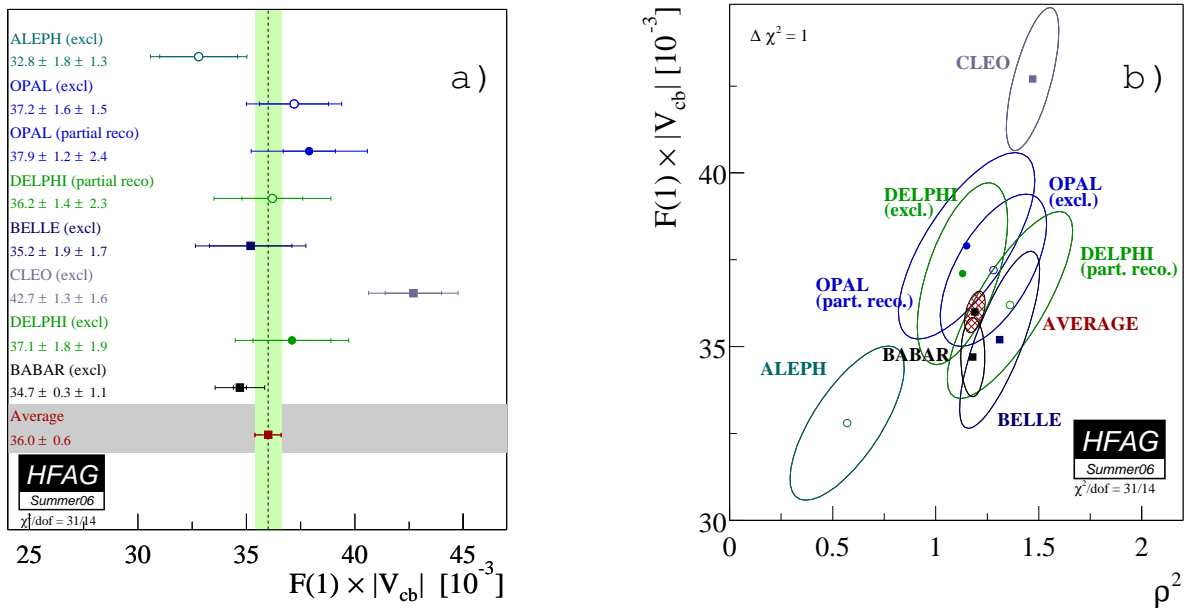 ALEPH (excl)
32.8 ± 1.8 ± 1.3
OPAL (excl)
37.2 ± 1.6 ± 1.5
OPAL (partial reco)
37.9 ± 1.2 ± 2.4
DELPHI (partial reco)
36.2 ± 1.4 ± 2.3
BELLE (excl)
35.2 ± 1.9 ± 1.7
CLEO (excl)
42.7 ± 1.3 ± 1.6
DELPHI (excl)
37.1 ± 1.8 ± 1.9
BABAR (excl)
34.7 ± 0.3 ± 1.1
Average
36.0 ± 0.6
HFAG
Summer06
χ²/dof = 31/14
a)
25 30 35 40 45
F(1) × |V_cb| [10⁻³]
F(1) × |V_cb| [10⁻³]
Δ χ² = 1
b)
CLEO
DELPHI
(excl.)
OPAL
(excl.)
DELPHI
(part. reco.)
OPAL
(part. reco.)
AVERAGE
BABAR
ALEPH
BELLE
HFAG
Summer06
χ²/dof = 31/14
40
35
30
0 0.5 1 1.5 2
ρ²